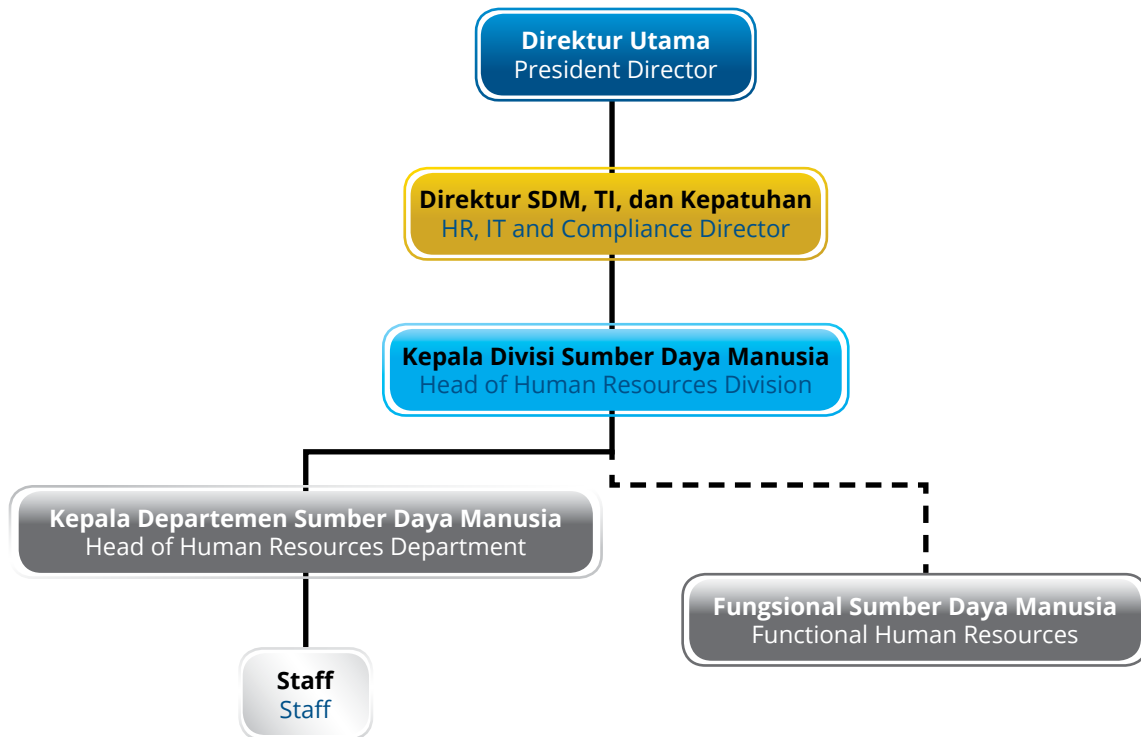 Direktur Utama
President Director
Direktur SDM, TI, dan Kepatuhan
HR, IT and Compliance Director
Kepala Divisi Sumber Daya Manusia
Head of Human Resources Division
Kepala Departemen Sumber Daya Manusia
Head of Human Resources Department
Fungsional Sumber Daya Manusia
Functional Human Resources
Staff
Staff